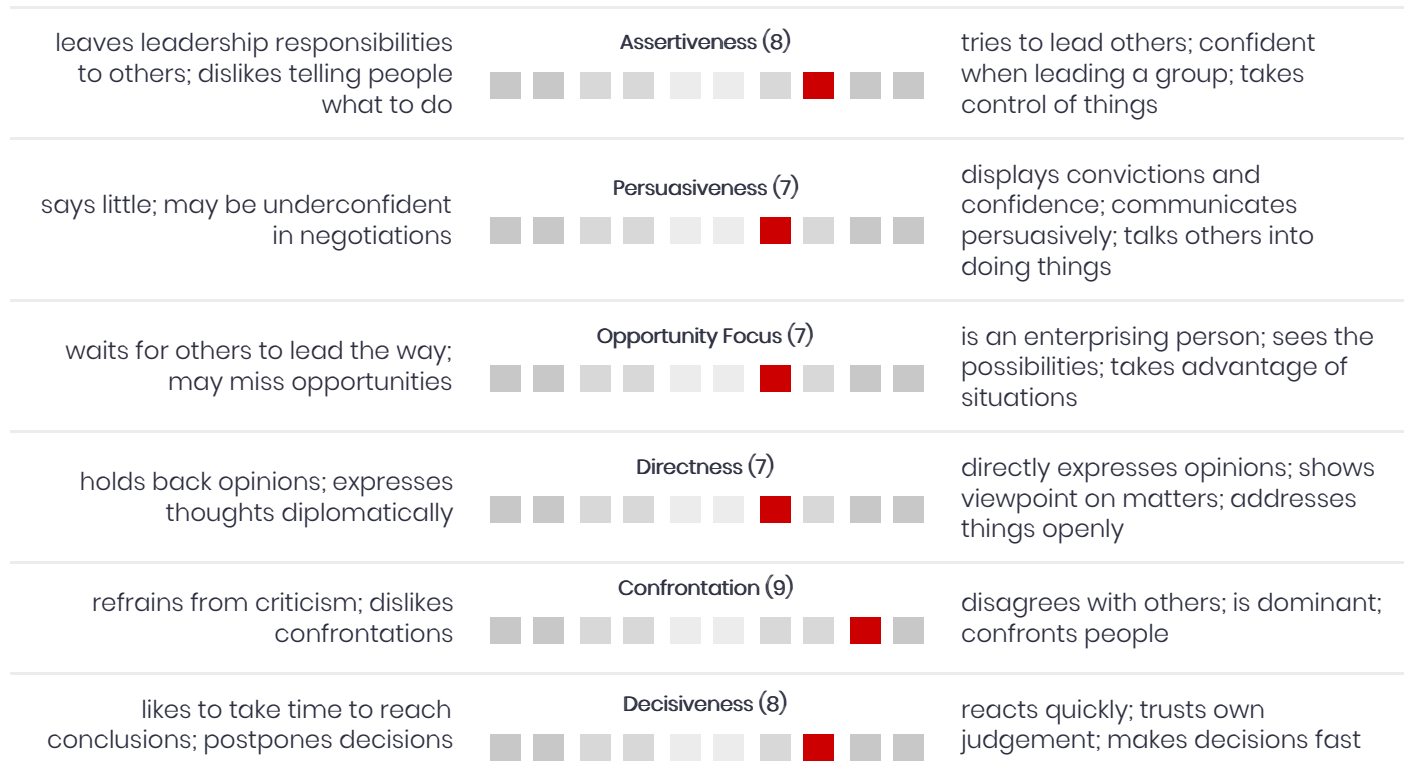 leaves leadership responsibilities
to others; dislikes telling people
what to do
Assertiveness (8)
tries to lead others; confident
when leading a group; takes
control of things
says little; may be underconfident
in negotiations
Persuasiveness (7)
displays convictions and
confidence; communicates
persuasively; talks others into
doing things
waits for others to lead the way;
may miss opportunities
Opportunity Focus (7)
is an enterprising person; sees the
possibilities; takes advantage of
situations
holds back opinions; expresses
thoughts diplomatically
Directness (7)
directly expresses opinions; shows
viewpoint on matters; addresses
things openly
refrains from criticism; dislikes
confrontations
Confrontation (9)
disagrees with others; is dominant;
confronts people
likes to take time to reach
conclusions; postpones decisions
Decisiveness (8)
reacts quickly; trusts own
judgement; makes decisions fast